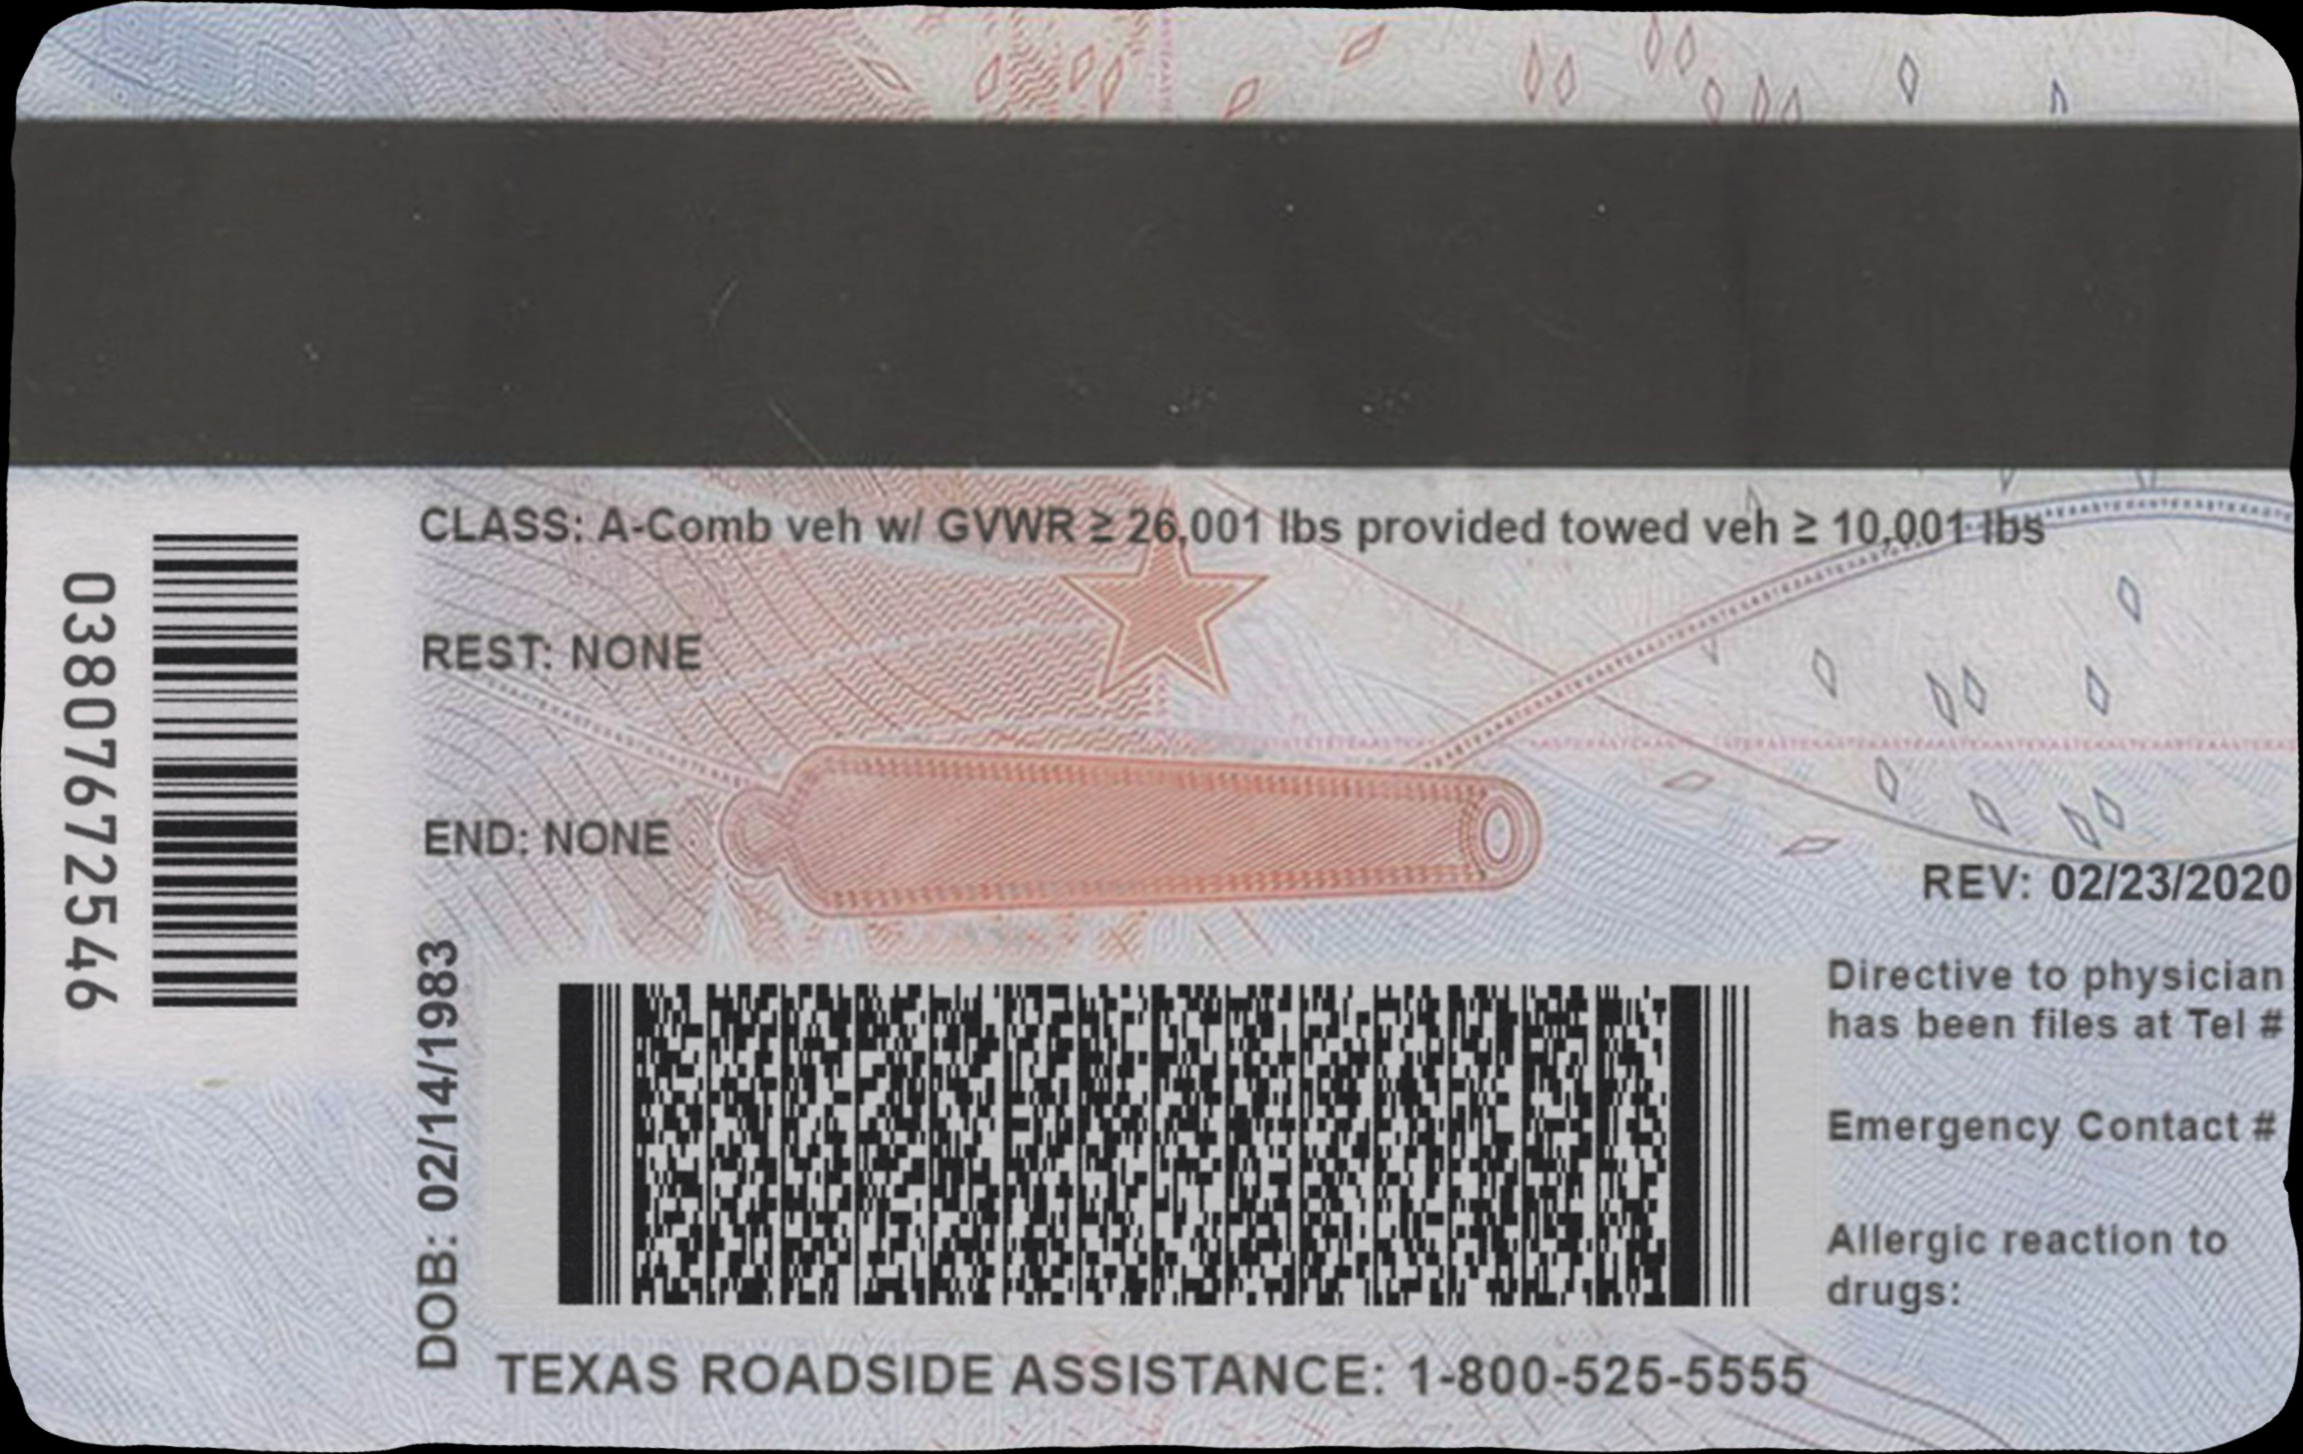 CLASS: A-Comb veh w/ GVWR ≥ 26,001 lbs provided towed veh ≥ 10,001 lbs
REST: NONE
END: NONE
03807672546
DOB: 02/14/1983
REV: 02/23/2020
Directive to physician
has been files at Tel #
Emergency Contact #
Allergic reaction to
drugs:
TEXAS ROADSIDE ASSISTANCE: 1-800-525-5555